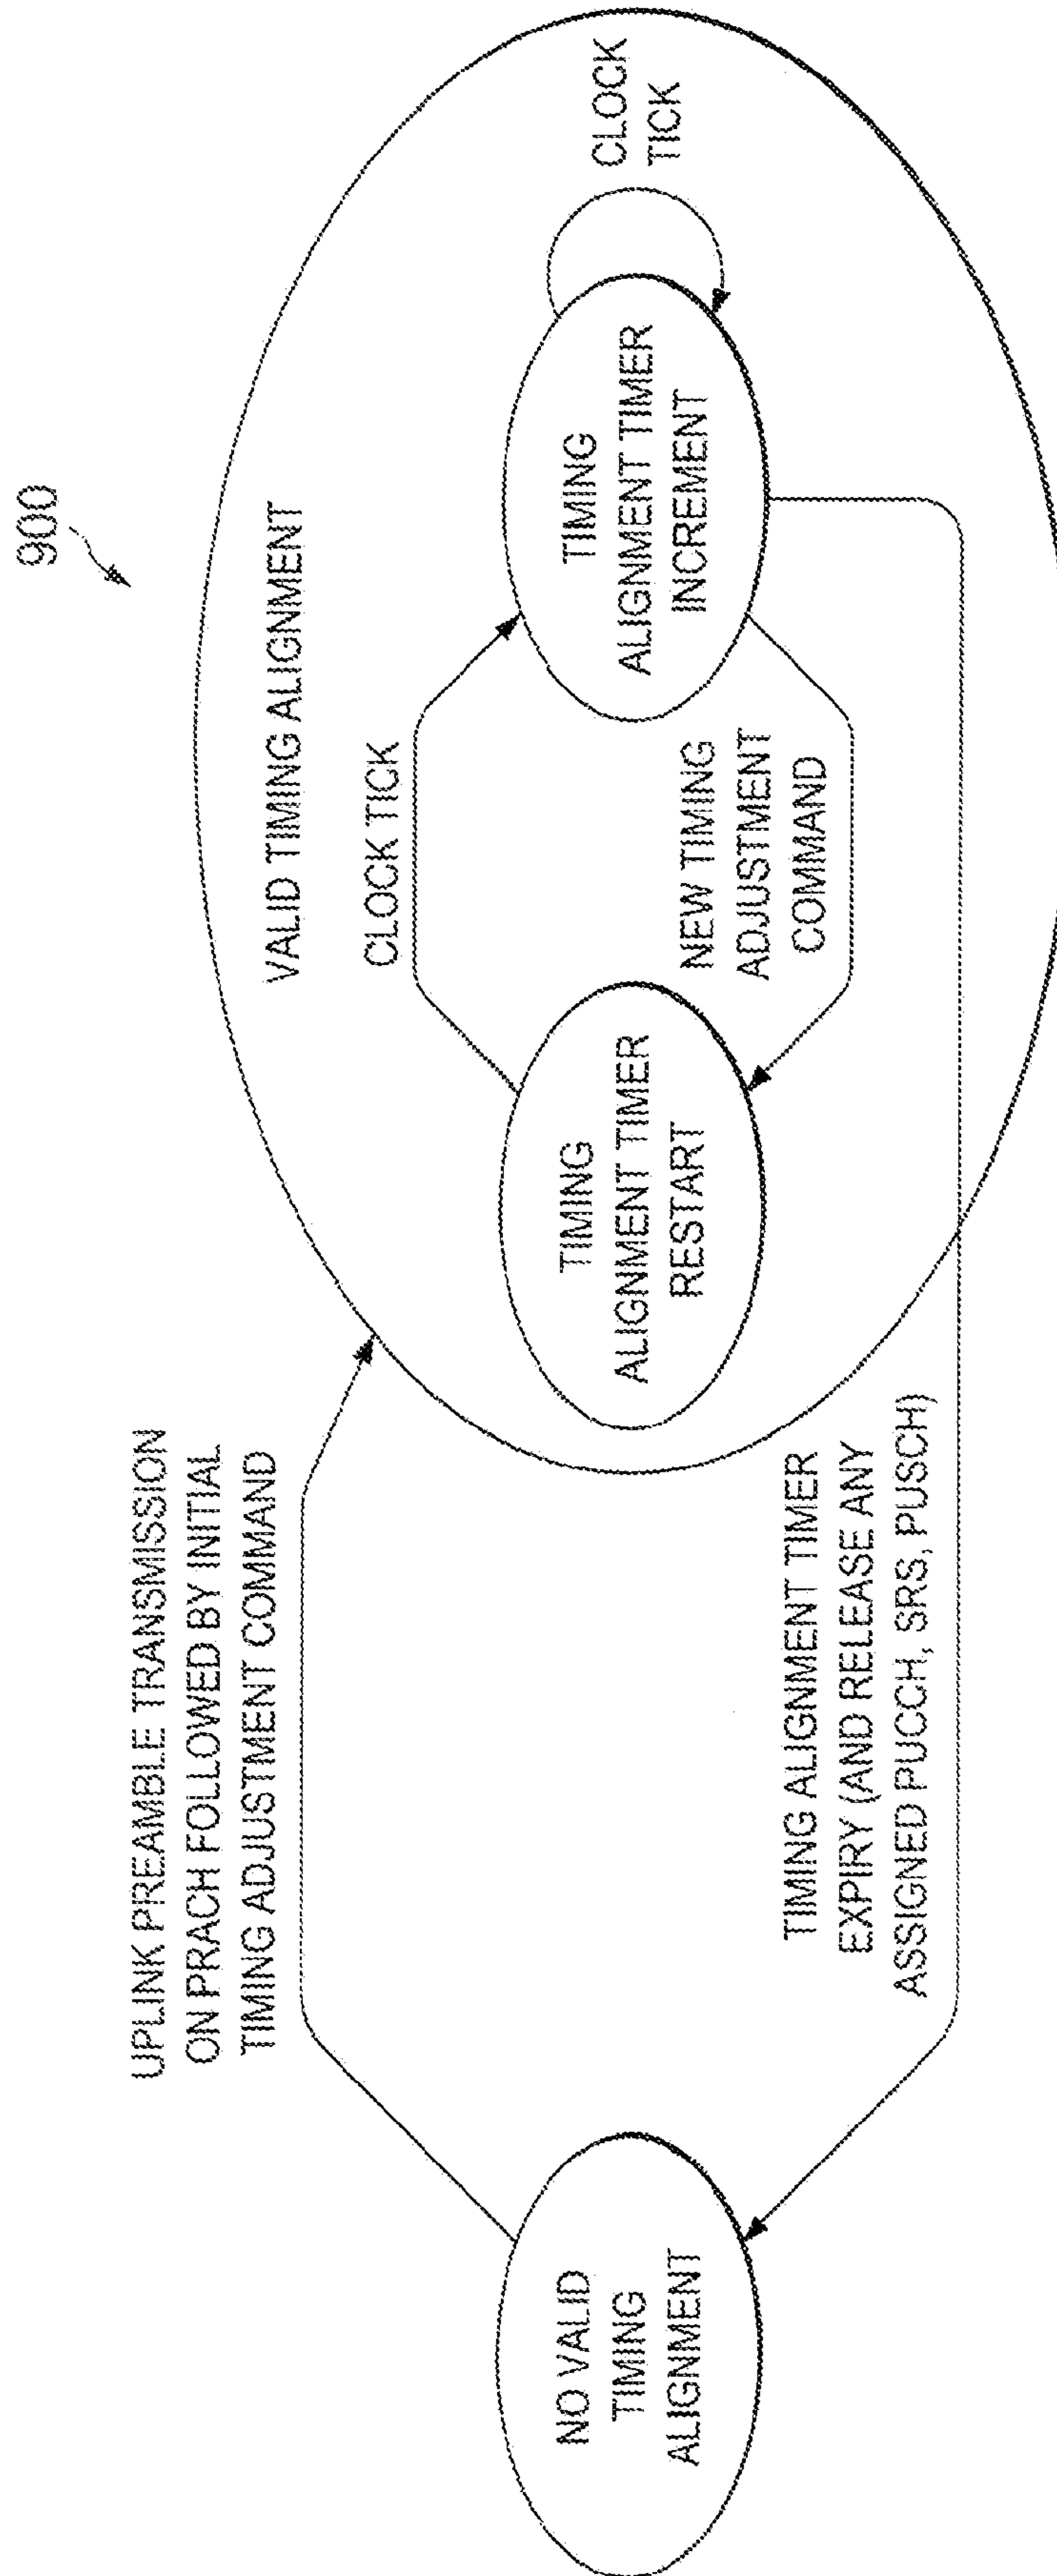 900
UPLINK PREAMBLE TRANSMISSION
ON PRACH FOLLOWED BY INITIAL
TIMING ADJUSTMENT COMMAND
VALID TIMING ALIGNMENT
CLOCK TICK
CLOCK
TICK
NO VALID
TIMING
ALIGNMENT
TIMING
ALIGNMENT TIMER
RESTART
TIMING
ALIGNMENT TIMER
INCREMENT
NEW TIMING
ADJUSTMENT
COMMAND
TIMING ALIGNMENT TIMER
EXPIRY (AND RELEASE ANY
ASSIGNED PUCCH, SRS, PUSCH)